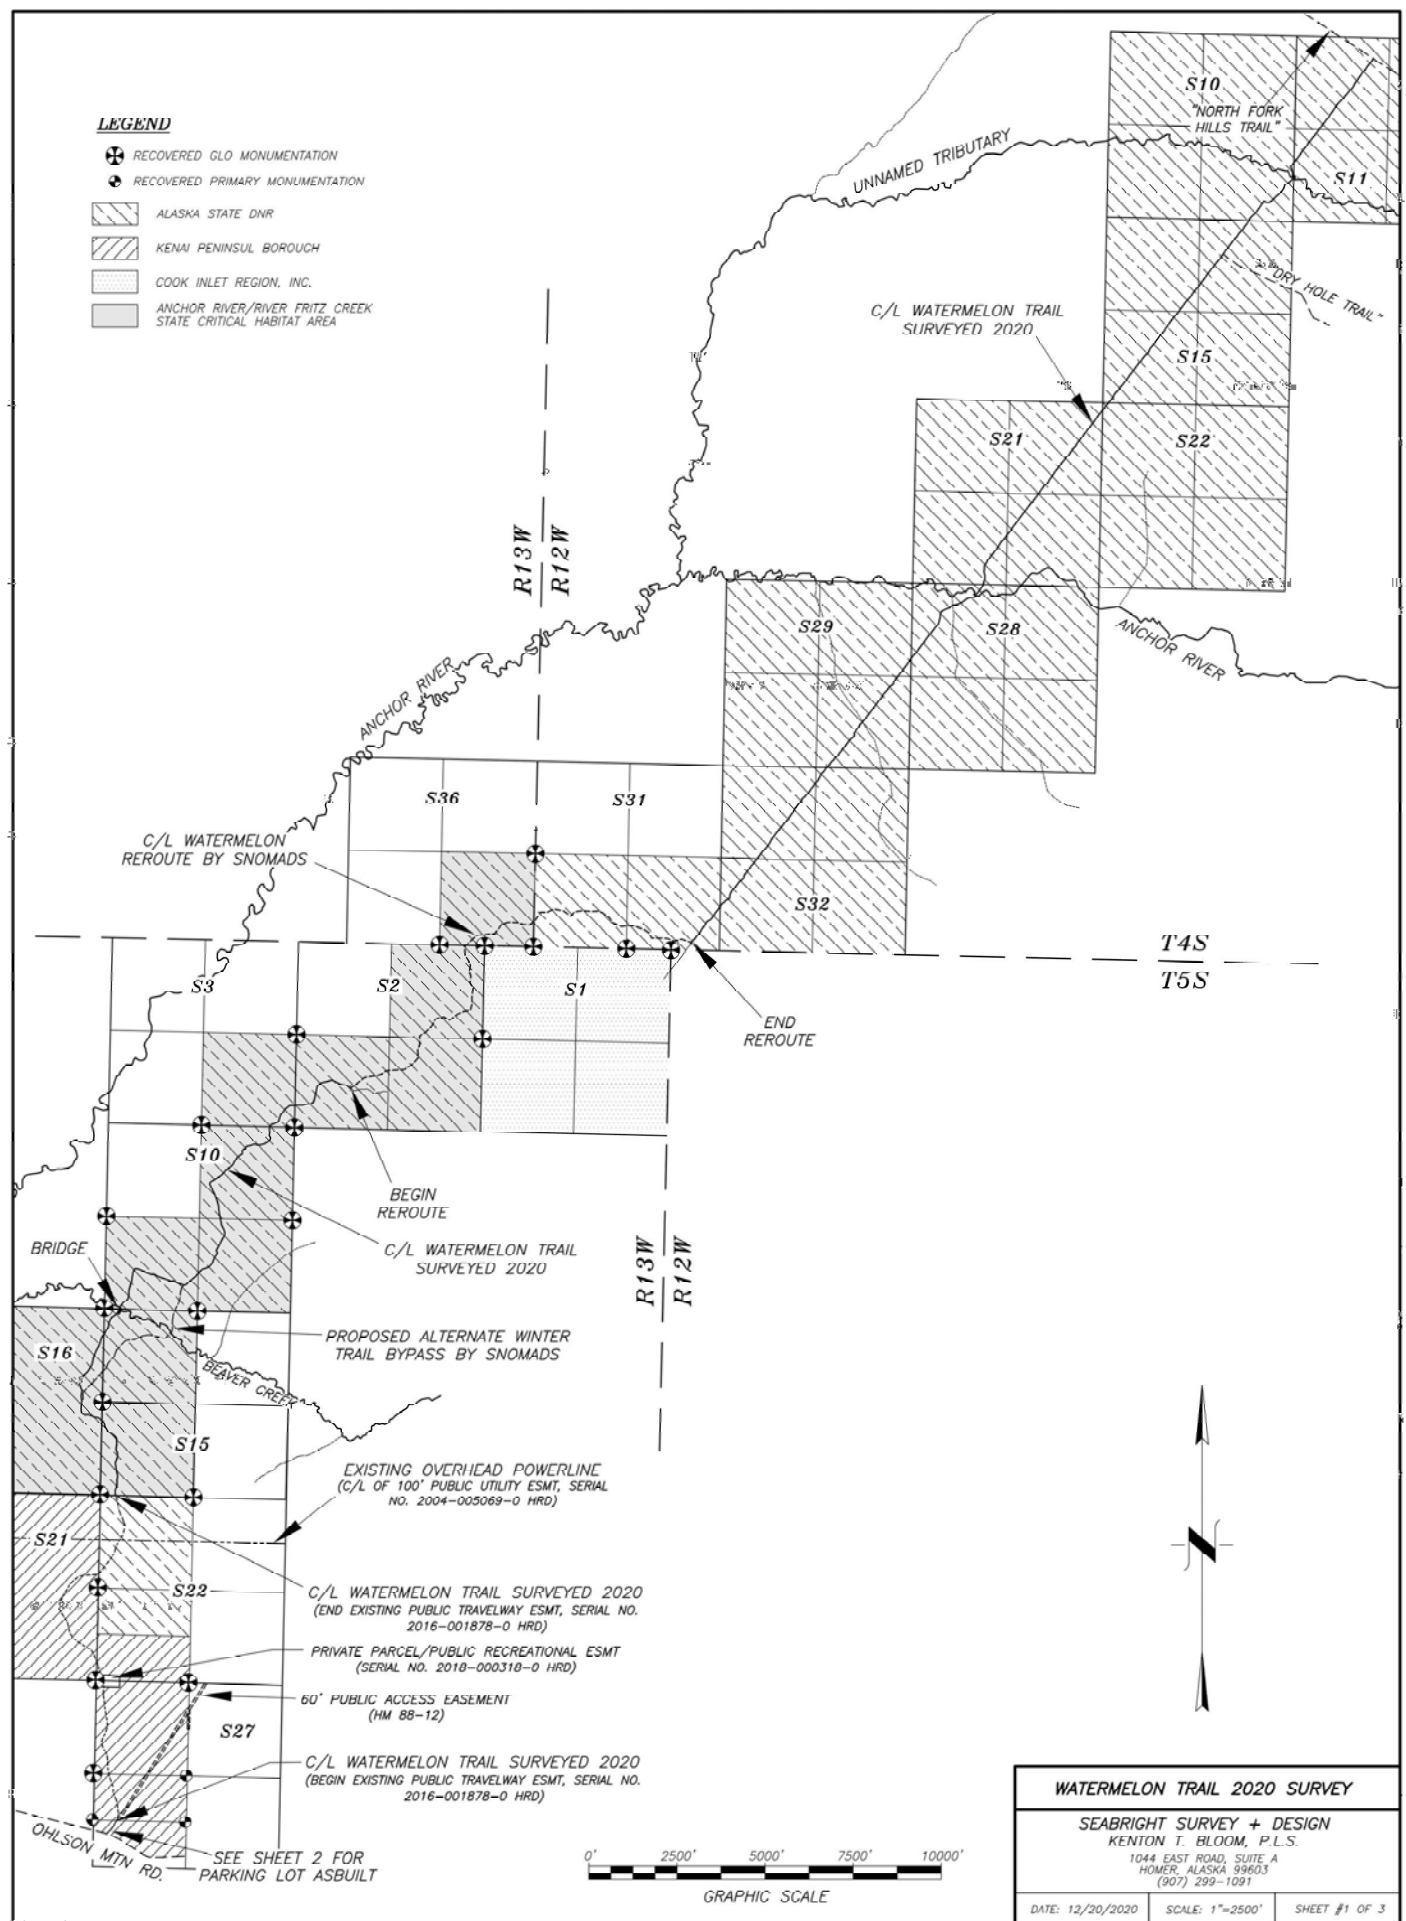 LEGEND
RECOVERED GLO MONUMENTATION
RECOVERED PRIMARY MONUMENTATION
ALASKA STATE DNR
KENAI PENINSUL BOROUGH
COOK INLET REGION, INC.
ANCHOR RIVER/RIVER FRITZ CREEK
STATE CRITICAL HABITAT AREA
S10
"NORTH FORK
HILLS TRAIL"
UNNAMED TRIBUTARY
S11
"DRY HOLE TRAIL"
C/L WATERMELON TRAIL
SURVEYED 2020
S15
S21
S22
R13W
R12W
S29
S28
ANCHOR RIVER
ANCHOR RIVER
S36
S31
C/L WATERMELON
REROUTE BY SNOMADS
S32
T4S
T5S
S3
S2
S1
END
REROUTE
S10
BEGIN
REROUTE
BRIDGE
C/L WATERMELON TRAIL
SURVEYED 2020
R13W
R12W
PROPOSED ALTERNATE WINTER
TRAIL BYPASS BY SNOMADS
S16
BEAVER CREEK
S15
EXISTING OVERHEAD POWERLINE
(C/L OF 100' PUBLIC UTILITY ESMT, SERIAL
NO. 2004-005069-0 HRD)
S21
S22
C/L WATERMELON TRAIL SURVEYED 2020
(END EXISTING PUBLIC TRAVELWAY ESMT, SERIAL NO.
2016-001878-0 HRD)
PRIVATE PARCEL/PUBLIC RECREATIONAL ESMT
(SERIAL NO. 2018-000318-0 HRD)
60' PUBLIC ACCESS EASEMENT
(HM 88-12)
S27
C/L WATERMELON TRAIL SURVEYED 2020
(BEGIN EXISTING PUBLIC TRAVELWAY ESMT, SERIAL NO.
2016-001878-0 HRD)
OHLSON MTN RD.
SEE SHEET 2 FOR
PARKING LOT ASBUILT
0' 2500' 5000' 7500' 10000'
GRAPHIC SCALE
N
WATERMELON TRAIL 2020 SURVEY
SEABRIGHT SURVEY + DESIGN
KENTON T. BLOOM, P.L.S.
1044 EAST ROAD, SUITE A
HOMER, ALASKA 99603
(907) 299-1091
DATE: 12/20/2020 SCALE: 1"=2500' SHEET #1 OF 3